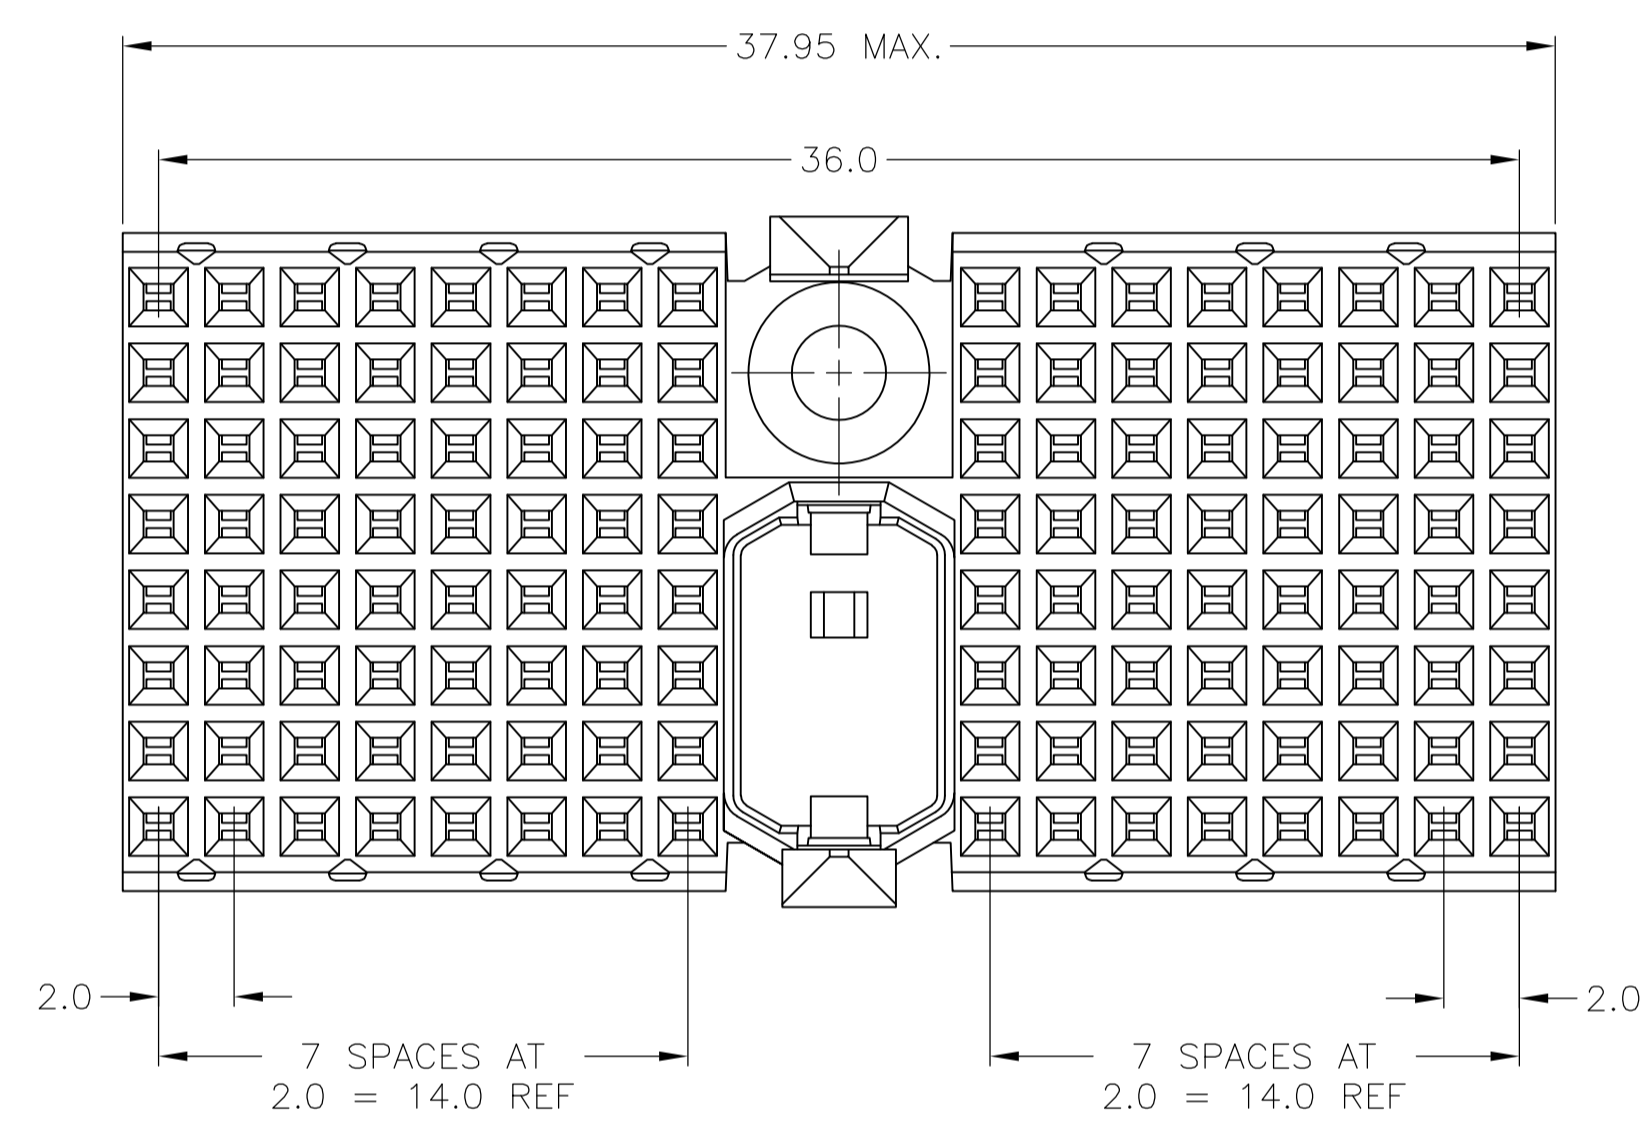 37.95 MAX.
36.0
2.0
2.0
7 SPACES AT
2.0 = 14.0 REF
7 SPACES AT
2.0 = 14.0 REF